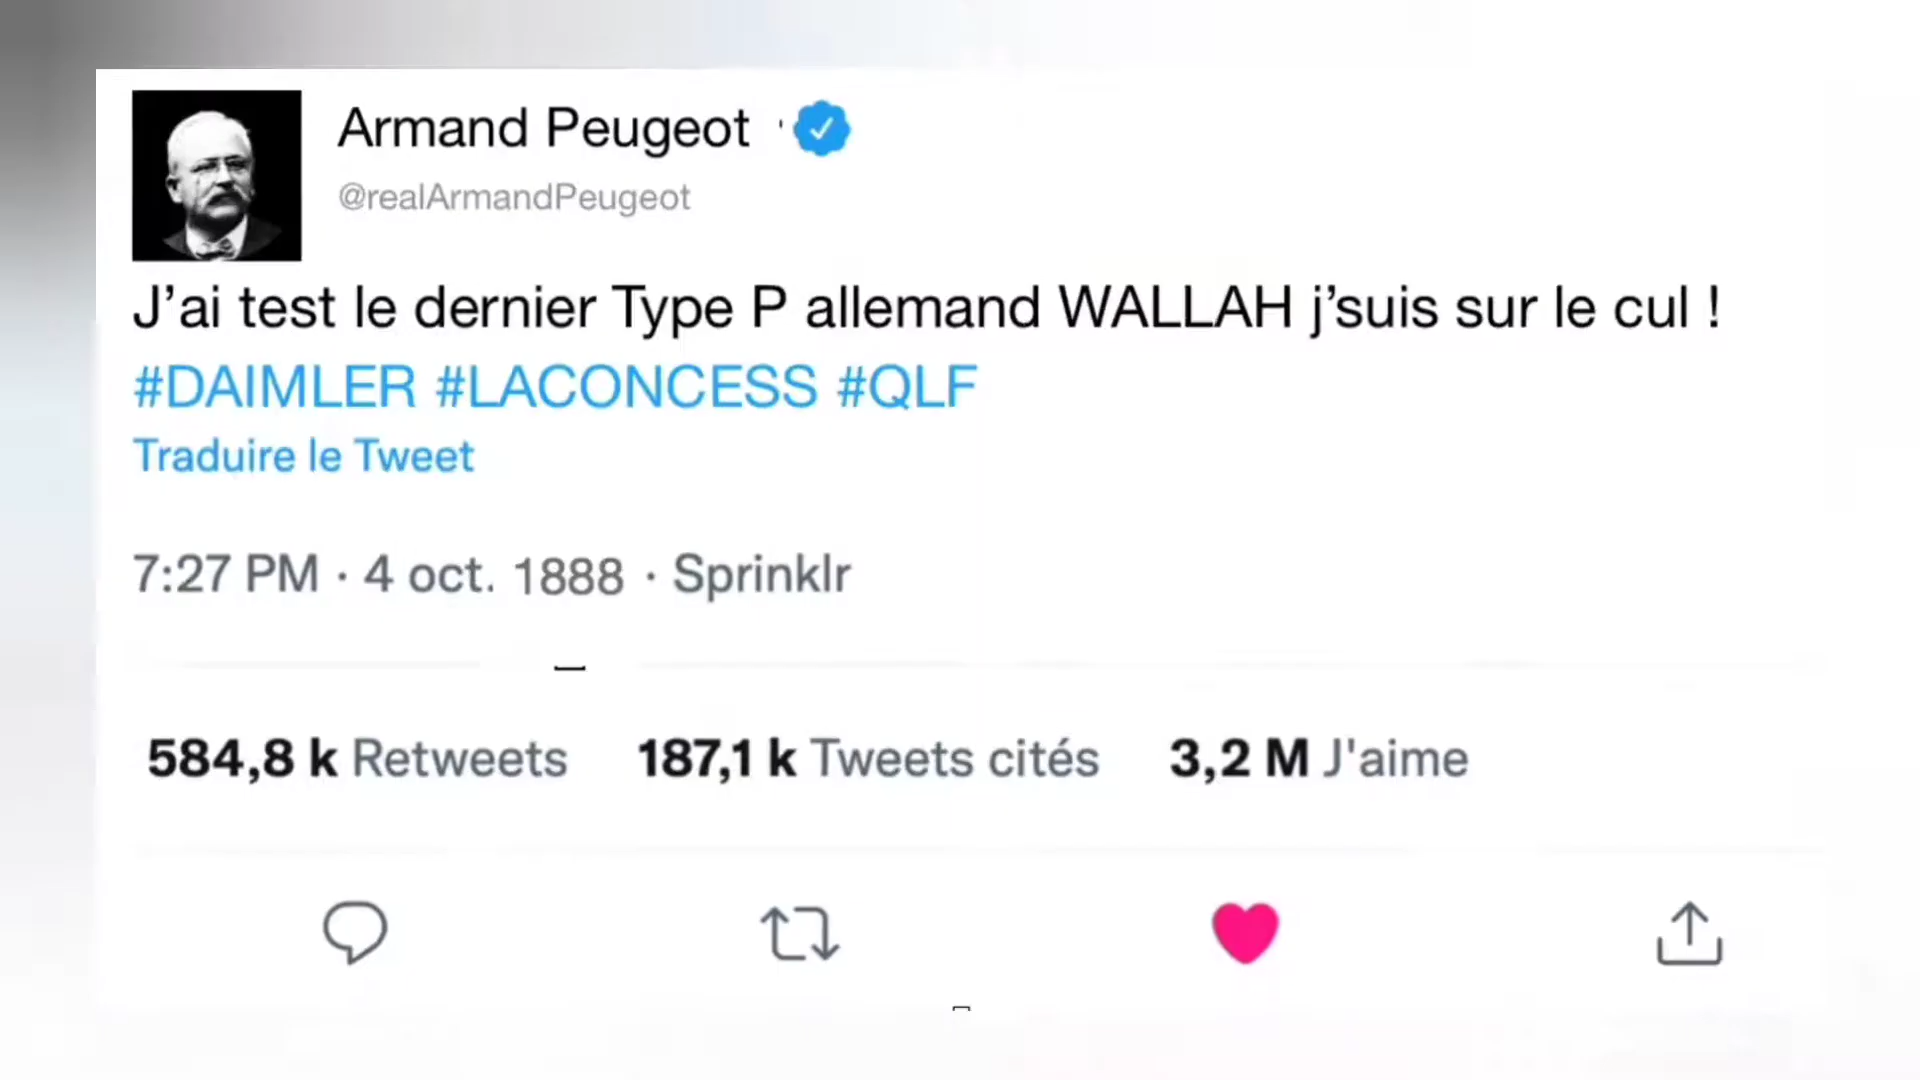 Armand Peugeot
@realArmandPeugeot
J’ai test le dernier Type P allemand WALLAH j’suis sur le cul !
#DAIMLER #LACONCESS #QLF
Traduire le Tweet
7:27 PM · 4 oct. 1888 · Sprinklr
584,8 k Retweets 187,1 k Tweets cités 3,2 M J'aime